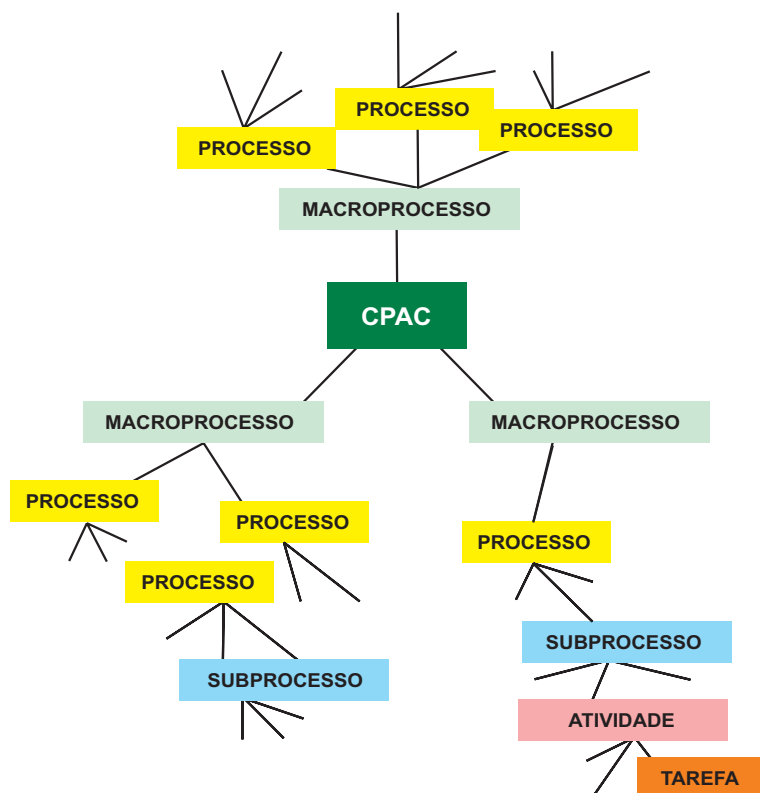 PROCESSO
PROCESSO
PROCESSO
MACROPROCESSO
CPAC
MACROPROCESSO
MACROPROCESSO
PROCESSO
PROCESSO
PROCESSO
PROCESSO
SUBPROCESSO
SUBPROCESSO
ATIVIDADE
TAREFA